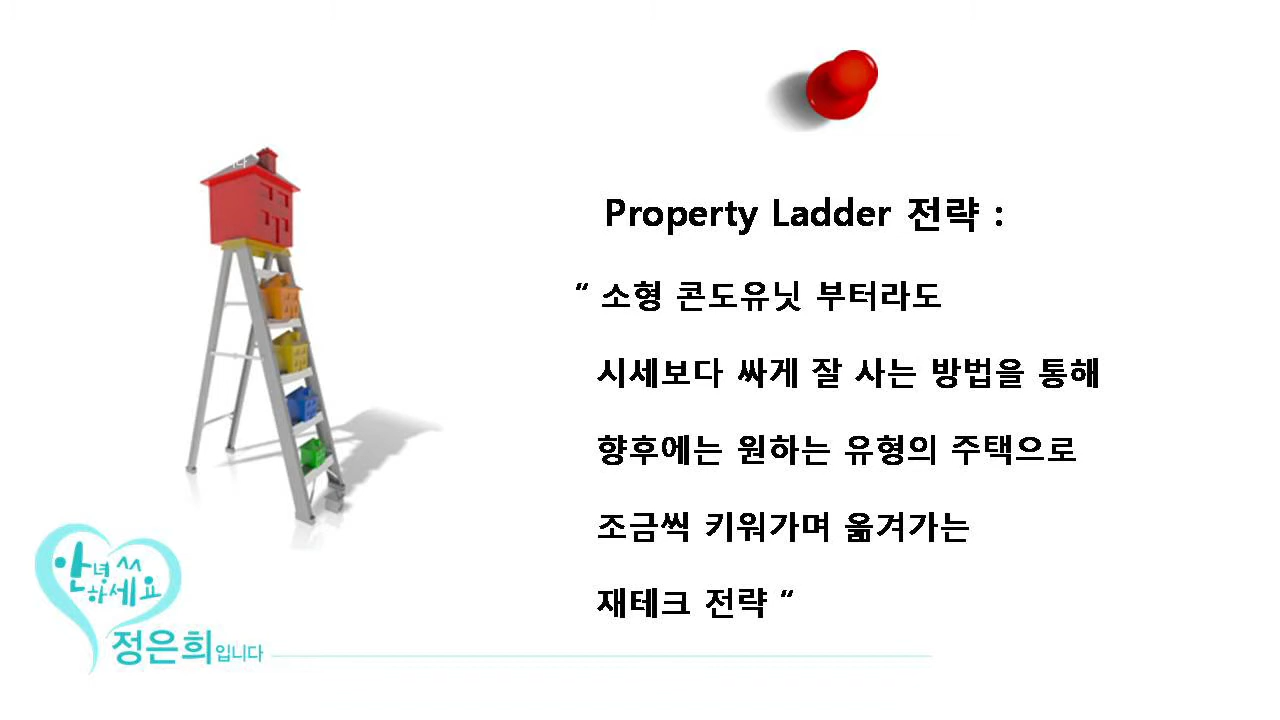 Property Ladder 전략 :
“ 소형 콘도유닛 부터라도
시세보다 싸게 잘 사는 방법을 통해
향후에는 원하는 유형의 주택으로
조금씩 키워가며 옮겨가는
재테크 전략 “
안녕^^
하세요
정은희입니다